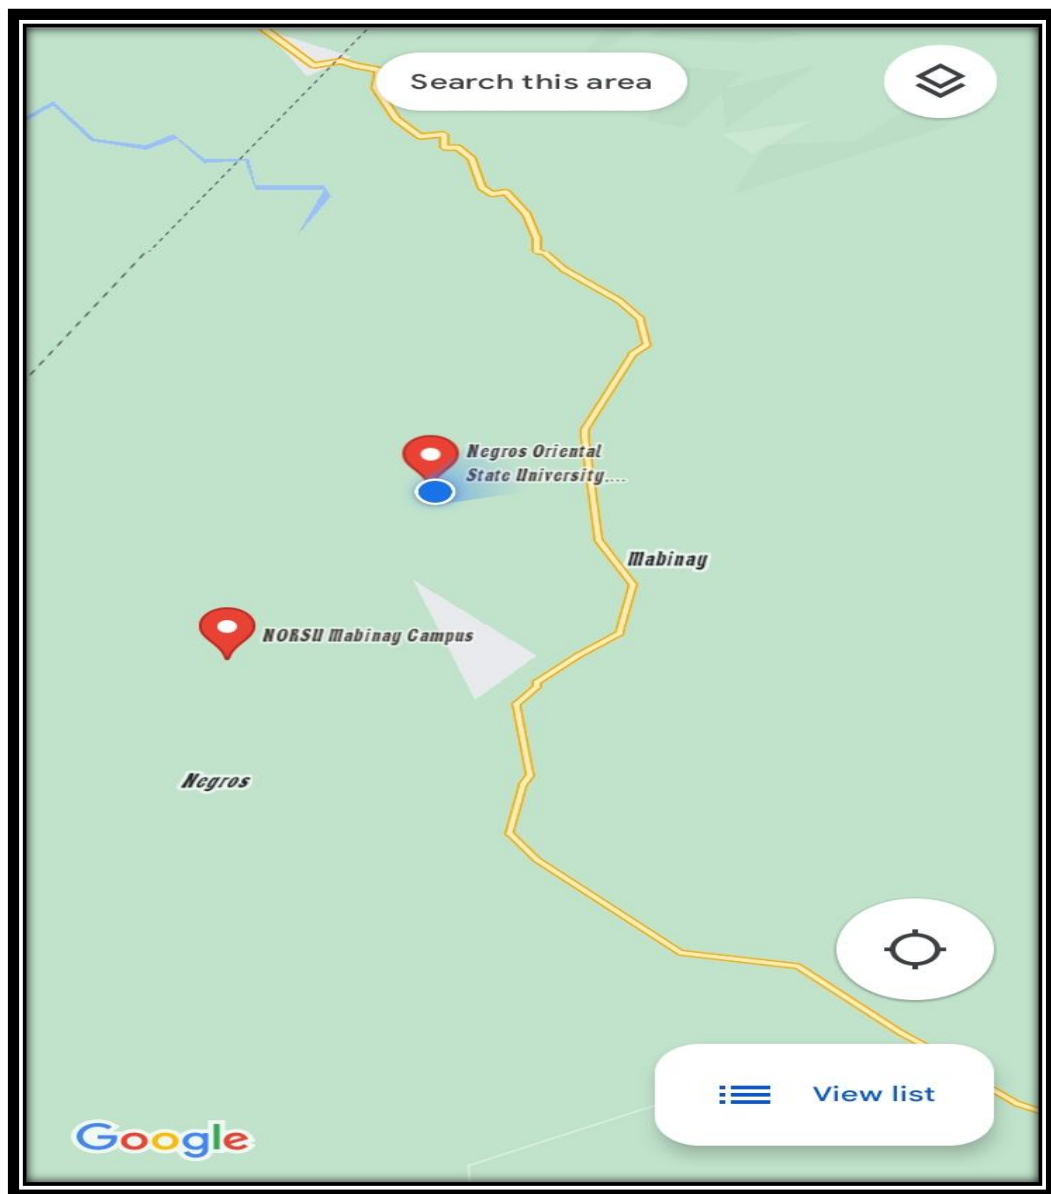 Search this area
Negros Oriental
State University,...
Mabinay
NORSU Mabinay Campus
Negros
View list
Google